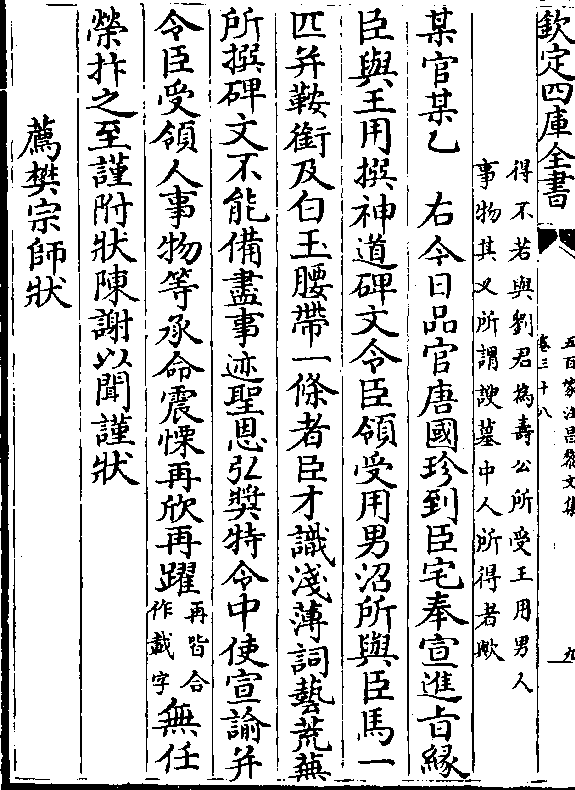 欽定四庫全書
五百家注昌黎文集
卷三十八
九
得不若與劉君為壽公所受王用男人
事物其又所謂諛墓中人所得者歟
某官某乙　右今日品官唐國珍到臣宅奉宣進㫖緣
臣與王用撰神道碑文令臣領受用男沼所與臣馬一
匹并鞍銜及白玉腰帶一條者臣才識淺薄詞藝荒蕪
所撰碑文不能備盡事迹聖恩弘奬特令中使宣諭并
令臣受領人事物等承命震慄再欣再躍再皆合作載字無任
榮抃之至謹附狀陳謝以聞謹狀
薦樊宗師狀